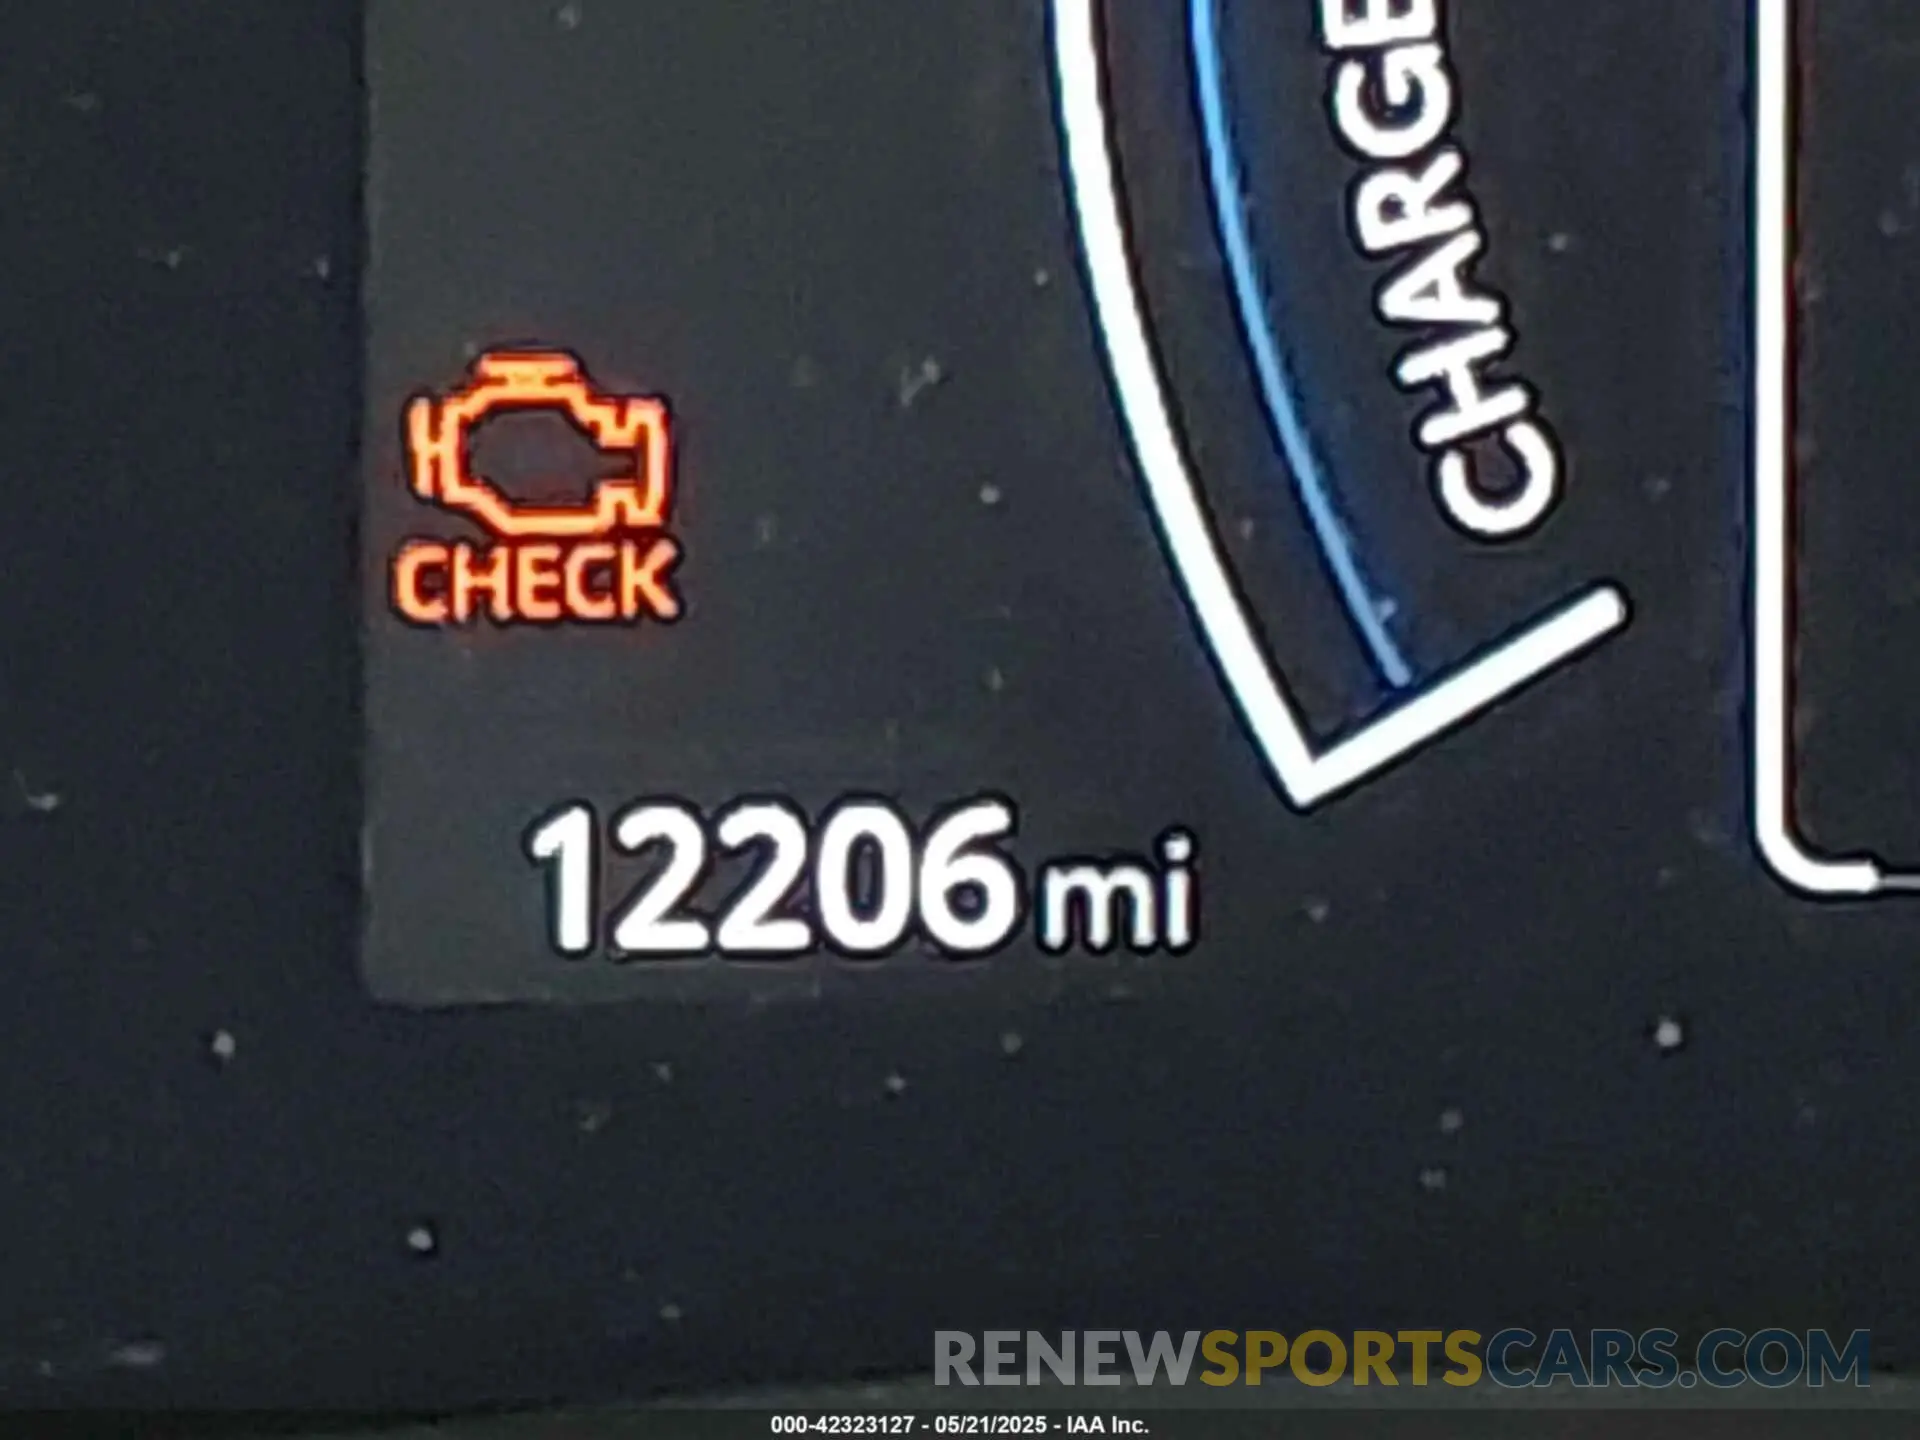 CHARGE
CHECK
12206 mi
RENEWSPORTSCARS.COM
000-42323127 - 05/21/2025 - IAA Inc.